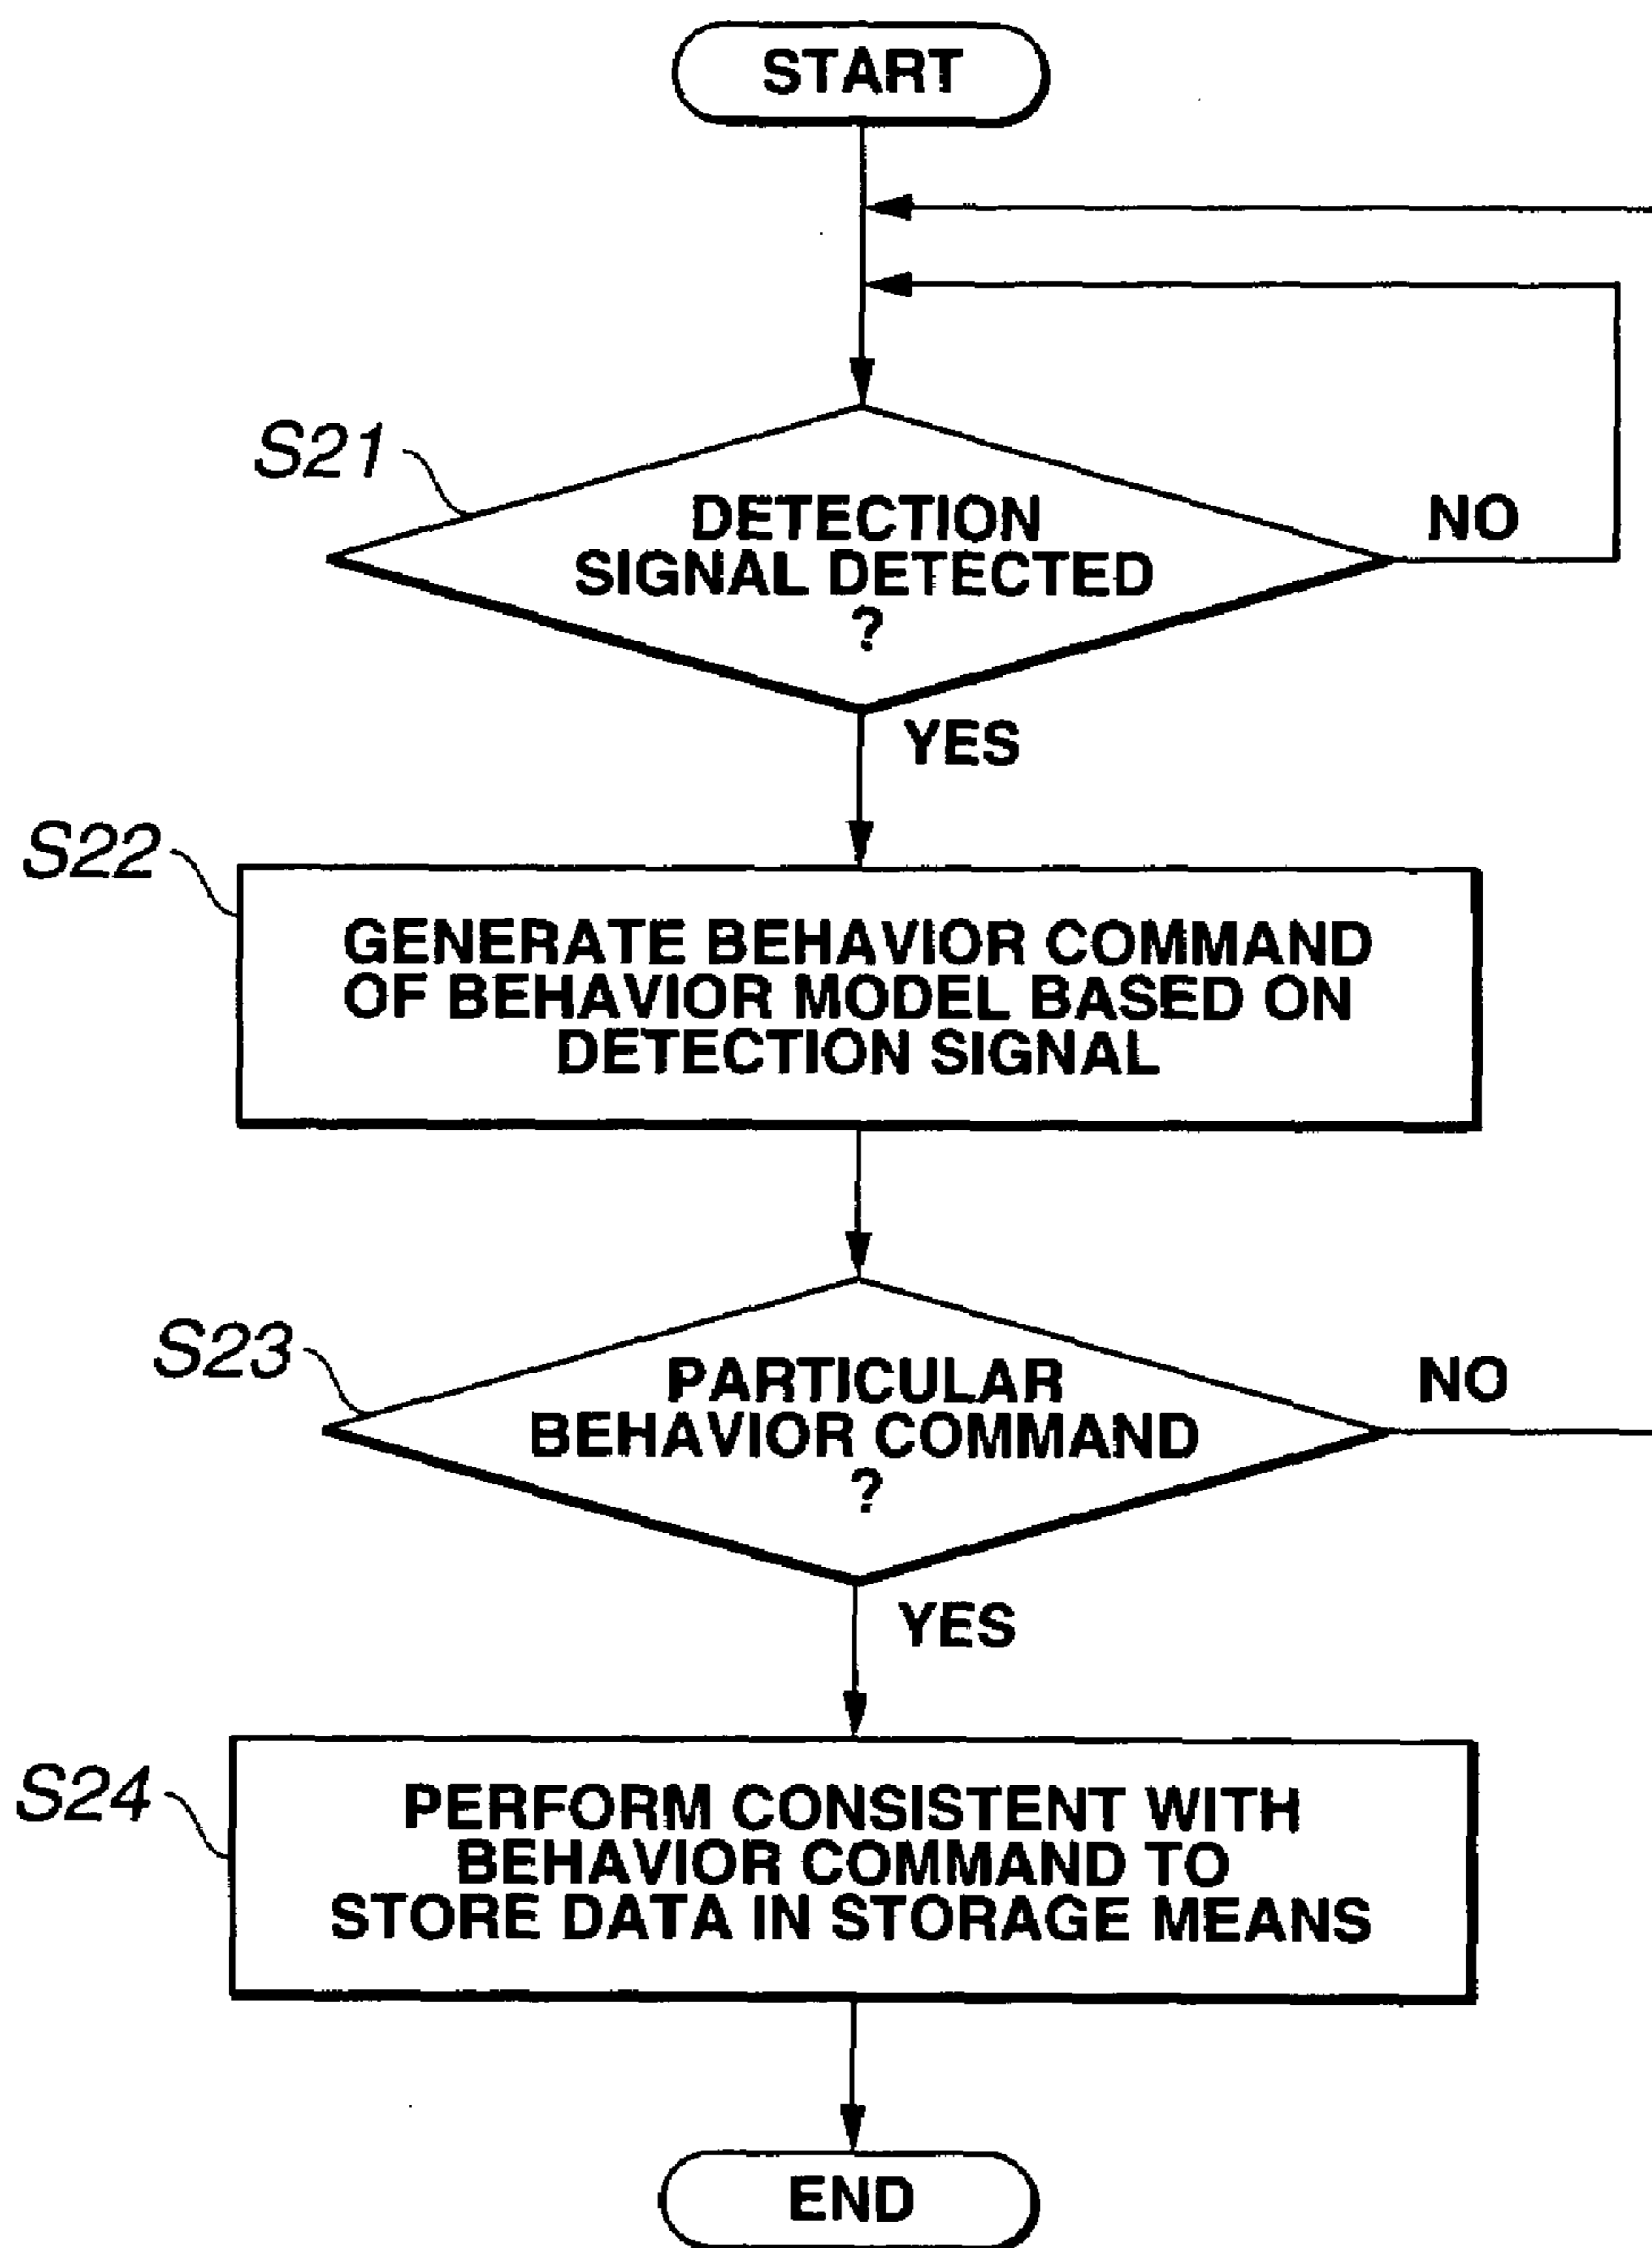 START
S21
DETECTION
SIGNAL DETECTED
?
NO
YES
S22
GENERATE BEHAVIOR COMMAND
OF BEHAVIOR MODEL BASED ON
DETECTION SIGNAL
S23
PARTICULAR
BEHAVIOR COMMAND
?
NO
YES
S24
PERFORM CONSISTENT WITH
BEHAVIOR COMMAND TO
STORE DATA IN STORAGE MEANS
END